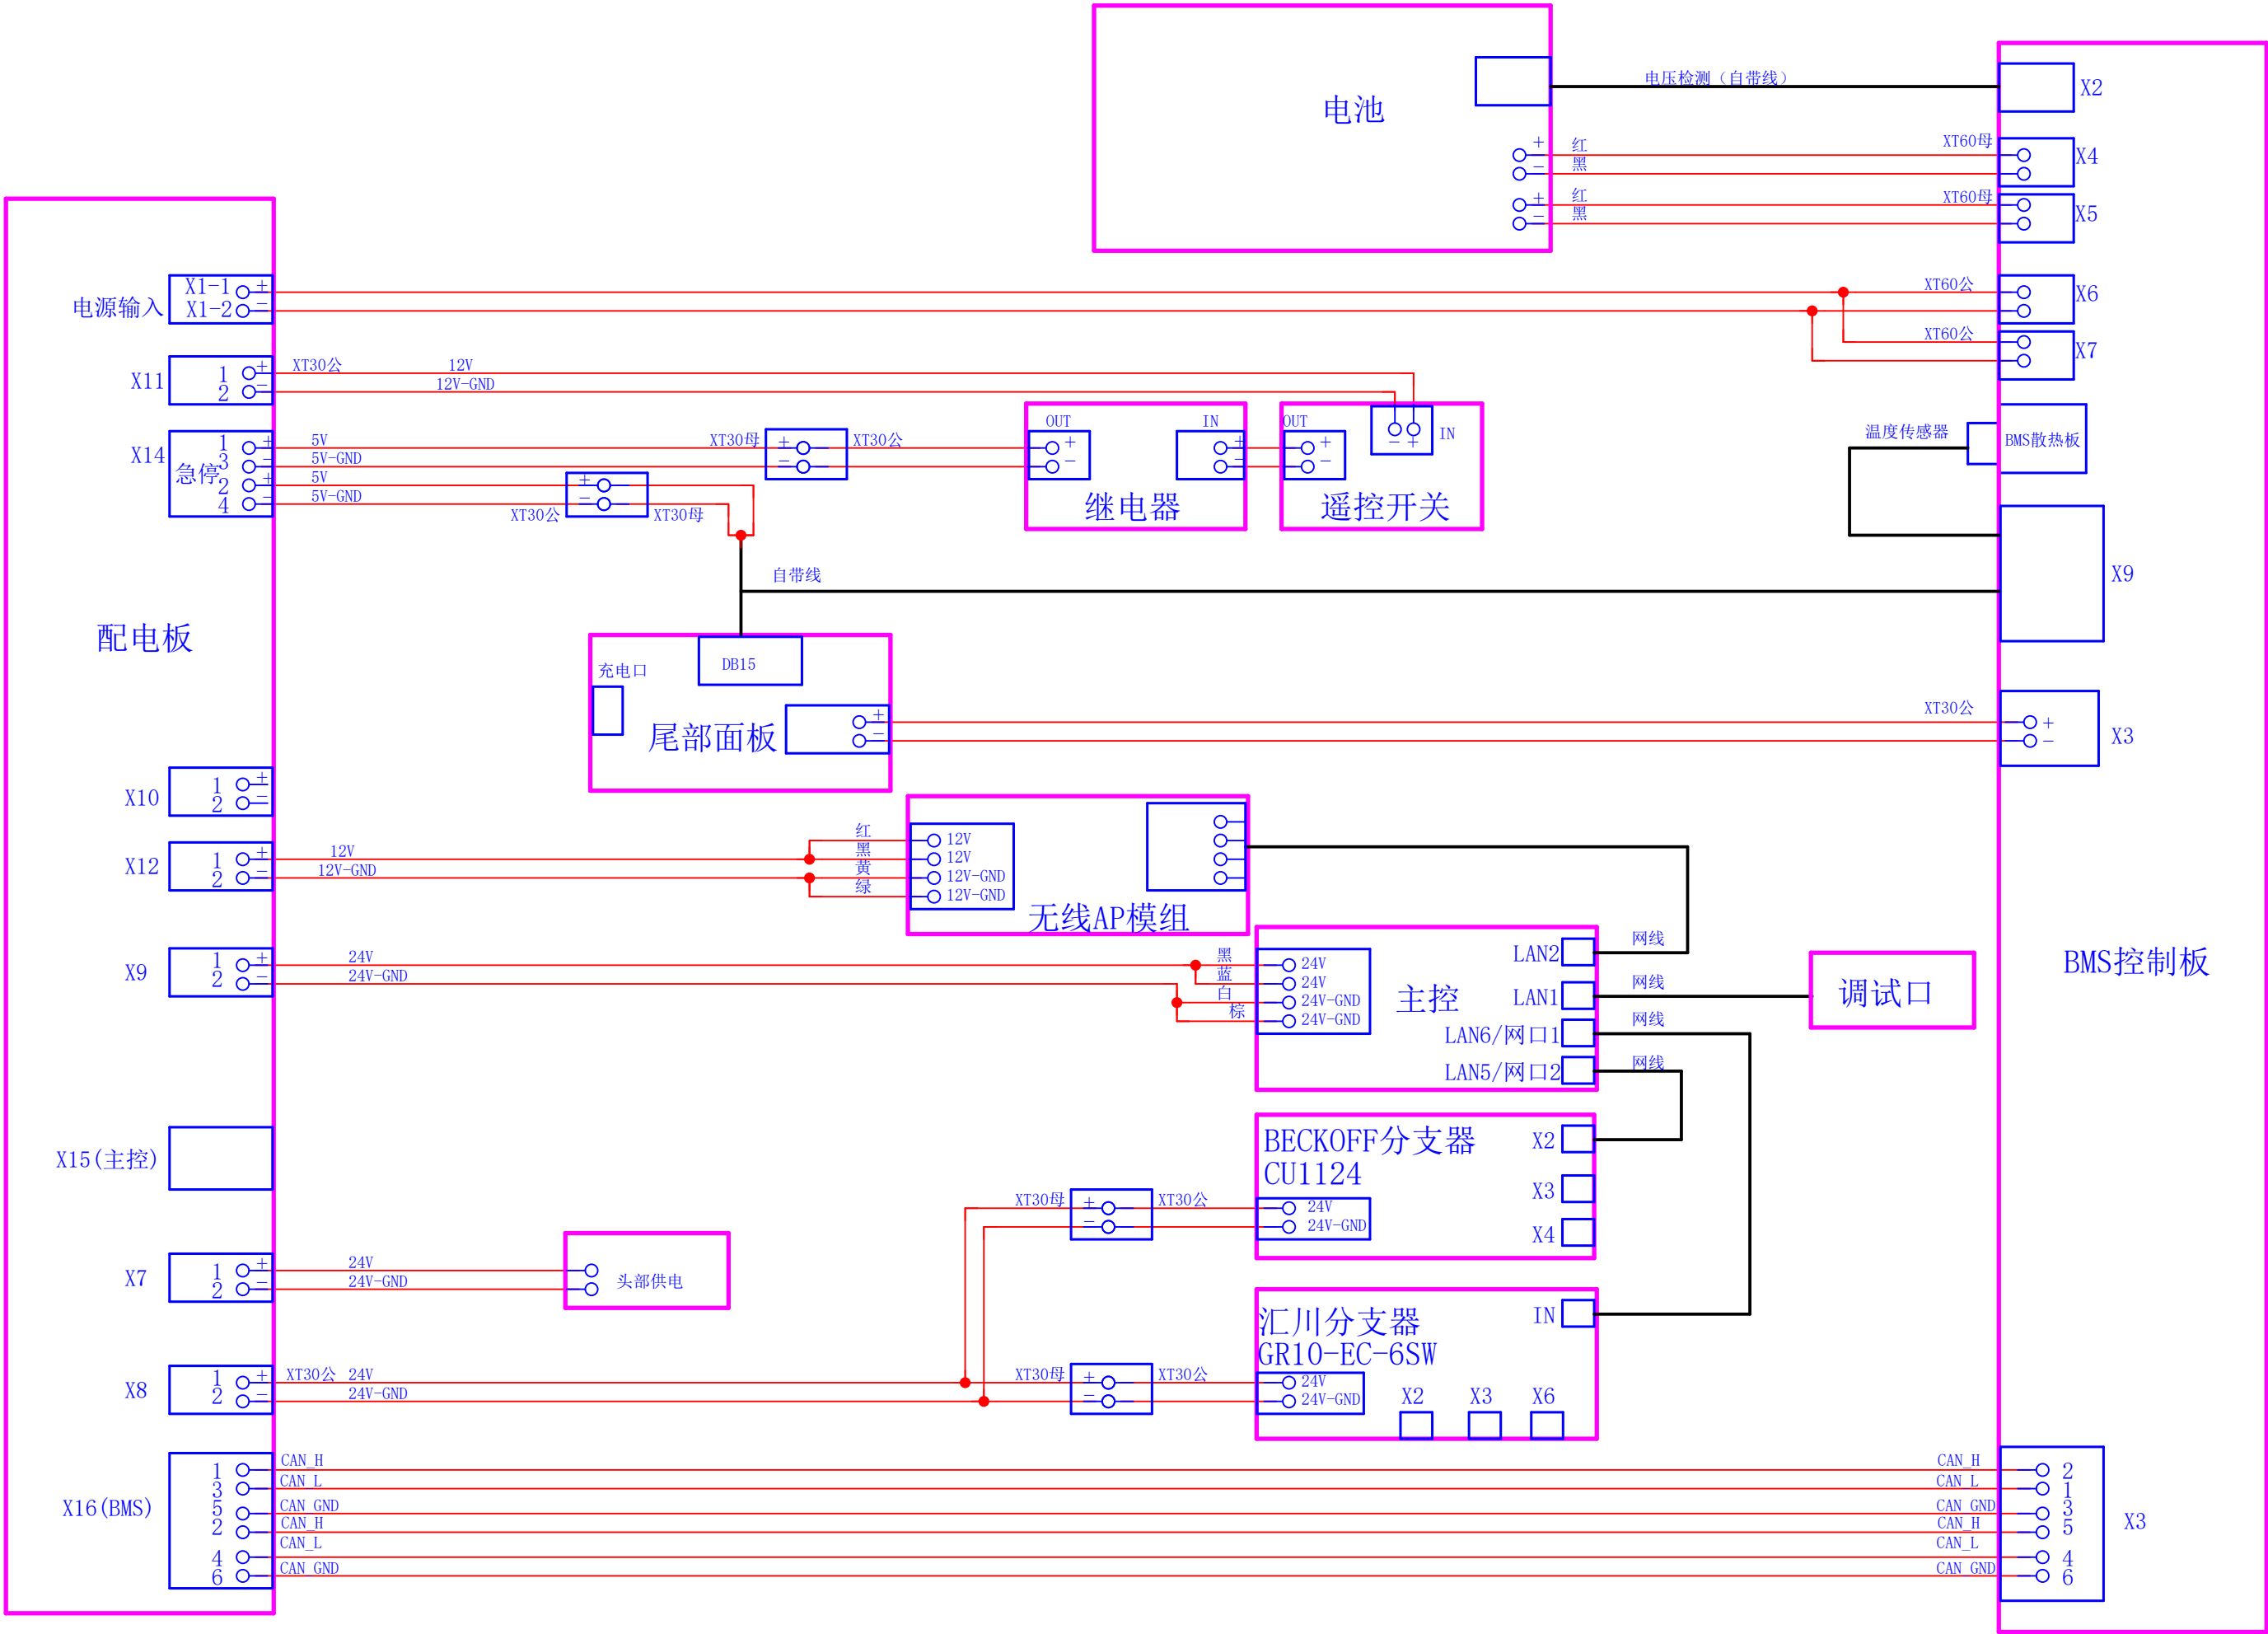 电池
电压检测（自带线）
X2
+
红
XT60母
X4
-
黑
+
红
XT60母
X5
-
黑
电源输入
X1-1
+
X1-2
-
XT60公
X6
XT60公
X7
X11
1
+
2
-
XT30公
12V
12V-GND
X14
急停
1
+
3
-
2
+
4
-
5V
5V-GND
5V
5V-GND
XT30母
+
-
XT30公
+
-
XT30公
XT30母
OUT
+
-
IN
+
-
继电器
OUT
+
-
- +
IN
遥控开关
温度传感器
BMS散热板
自带线
X9
配电板
充电口
DB15
尾部面板
+
-
XT30公
+
-
X3
X10
1
+
2
-
X12
1
+
2
-
12V
12V-GND
红
黑
黄
绿
12V
12V
12V-GND
12V-GND
无线AP模组
X9
1
+
2
-
24V
24V-GND
黑
蓝
白
棕
24V
24V
24V-GND
24V-GND
主控
LAN2
网线
LAN1
网线
LAN6/网口1
网线
LAN5/网口2
网线
调试口
BMS控制板
X15(主控)
BECKOFF分支器
CU1124
X2
X3
X4
XT30母
+
-
XT30公
24V
24V-GND
X7
1
+
2
-
24V
24V-GND
头部供电
汇川分支器
GR10-EC-6SW
IN
X8
1
+
2
-
XT30公
24V
24V-GND
XT30母
+
-
XT30公
24V
24V-GND
X2
X3
X6
X16(BMS)
1
3
5
2
4
6
CAN_H
CAN_L
CAN GND
CAN_H
CAN_L
CAN GND
CAN_H
CAN_L
CAN GND
CAN_H
CAN_L
CAN GND
2
1
3
5
4
6
X3